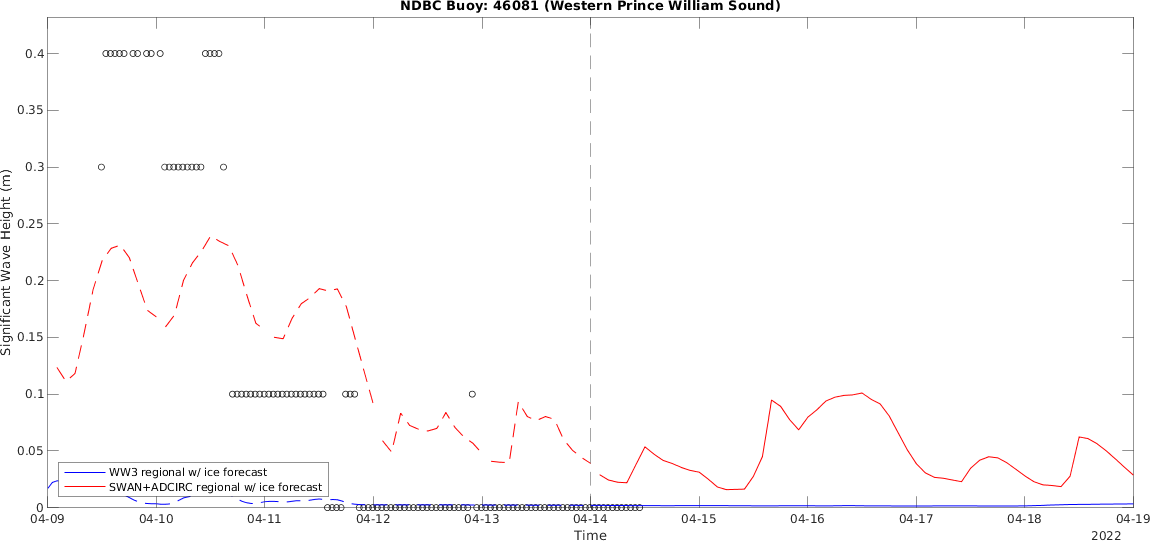 NDBC Buoy: 46081 (Western Prince William Sound)
Significant Wave Height (m)
0.4
0.35
0.3
0.25
0.2
0.15
0.1
0.05
0
WW3 regional w/ ice forecast
SWAN+ADCIRC regional w/ ice forecast
04-09 04-10 04-11 04-12 04-13 04-14 04-15 04-16 04-17 04-18 04-19
Time
2022